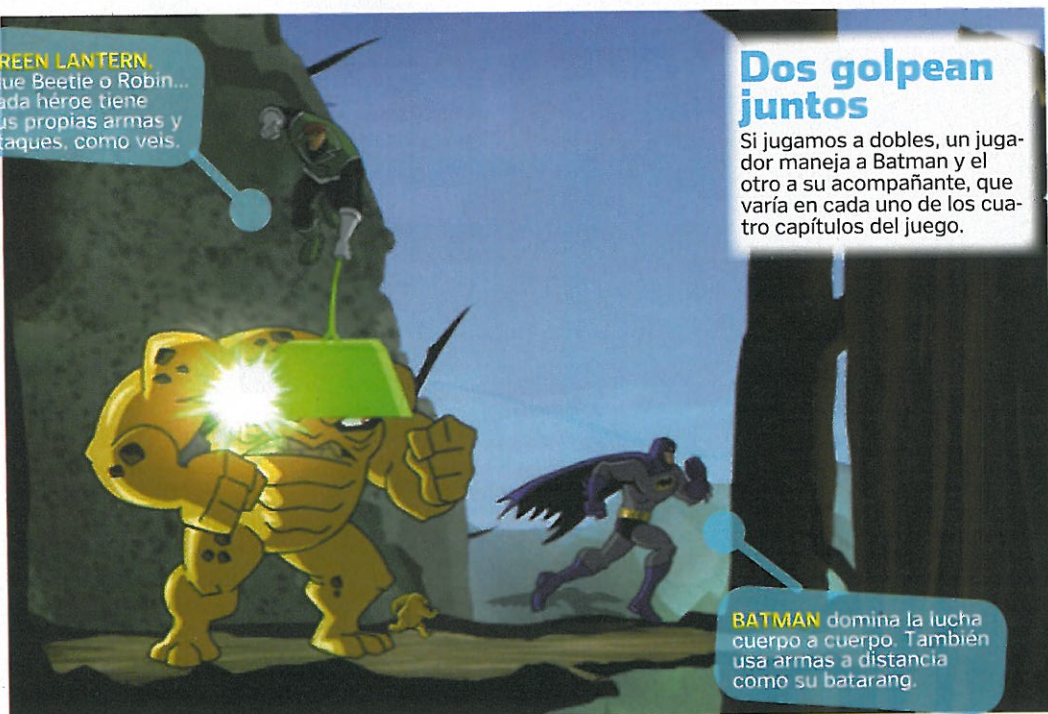 REEN LANTERN,
ue Beetle o Robin...
ada héroe tiene
us propias armas y
taques, como veis.
Dos golpean
juntos
Si jugamos a dobles, un juga-
dor maneja a Batman y el
otro a su acompañante, que
varía en cada uno de los cua-
tro capítulos del juego.
BATMAN domina la lucha
cuerpo a cuerpo. También
usa armas a distancia
como su batarang.